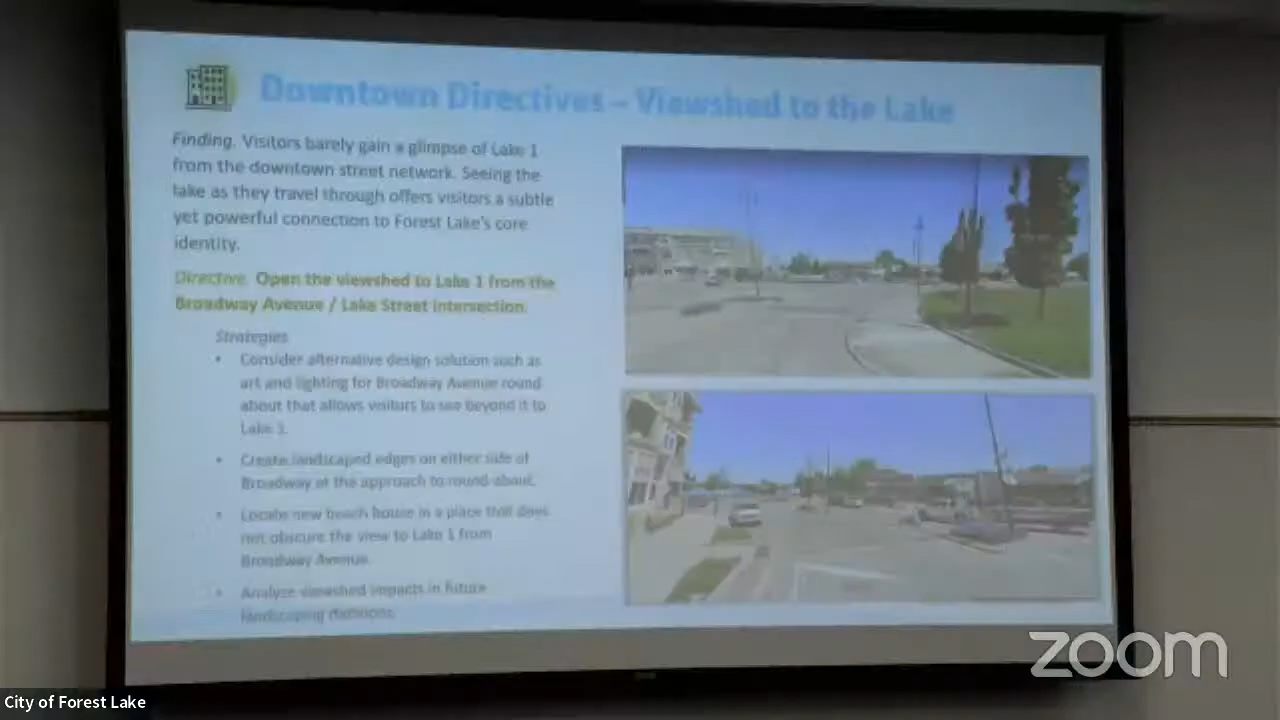 Downtown Directives – Viewshed to the Lake
Finding. Visitors barely gain a glimpse of Lake 1
from the downtown street network. Seeing the
lake as they travel through offers visitors a subtle
yet powerful connection to Forest Lake's core
identity.
Directive. Open the viewshed to Lake 1 from the
Broadway Avenue / Lake Street intersection.
Strategies
• Consider alternative design solution such as
art and lighting for Broadway Avenue round
about that allows visitors to see beyond it to
Lake 1.
• Create landscaped edges on either side of
Broadway at the approach to round-about.
• Locate new beach house in a place that does
not obscure the view to Lake 1 from
Broadway Avenue.
• Analyze viewshed impacts in future
landscaping decisions.
zoom
City of Forest Lake